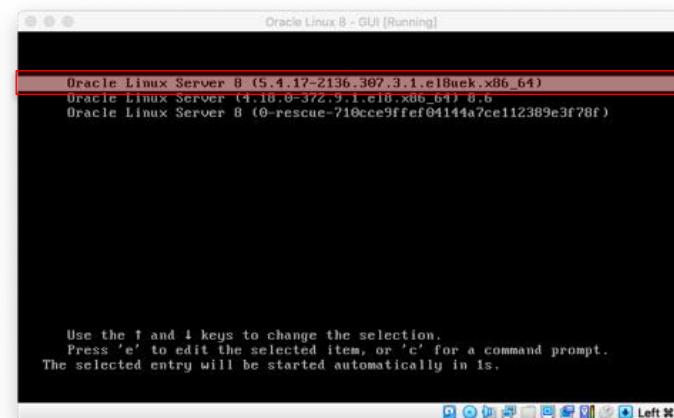 Oracle Linux 8 - GUI [Running]
Oracle Linux Server 8 (5.4.17-2136.307.3.1.el8uek.x86_64)
Oracle Linux Server (4.18.0-372.9.1.el8.x86_64) 8.6
Oracle Linux Server 8 (0-rescue-710cce9ffef04144a7ce112389e3f78f)
Use the ↑ and ↓ keys to change the selection.
Press 'e' to edit the selected item, or 'c' for a command prompt.
The selected entry will be started automatically in 1s.
Left ⌘